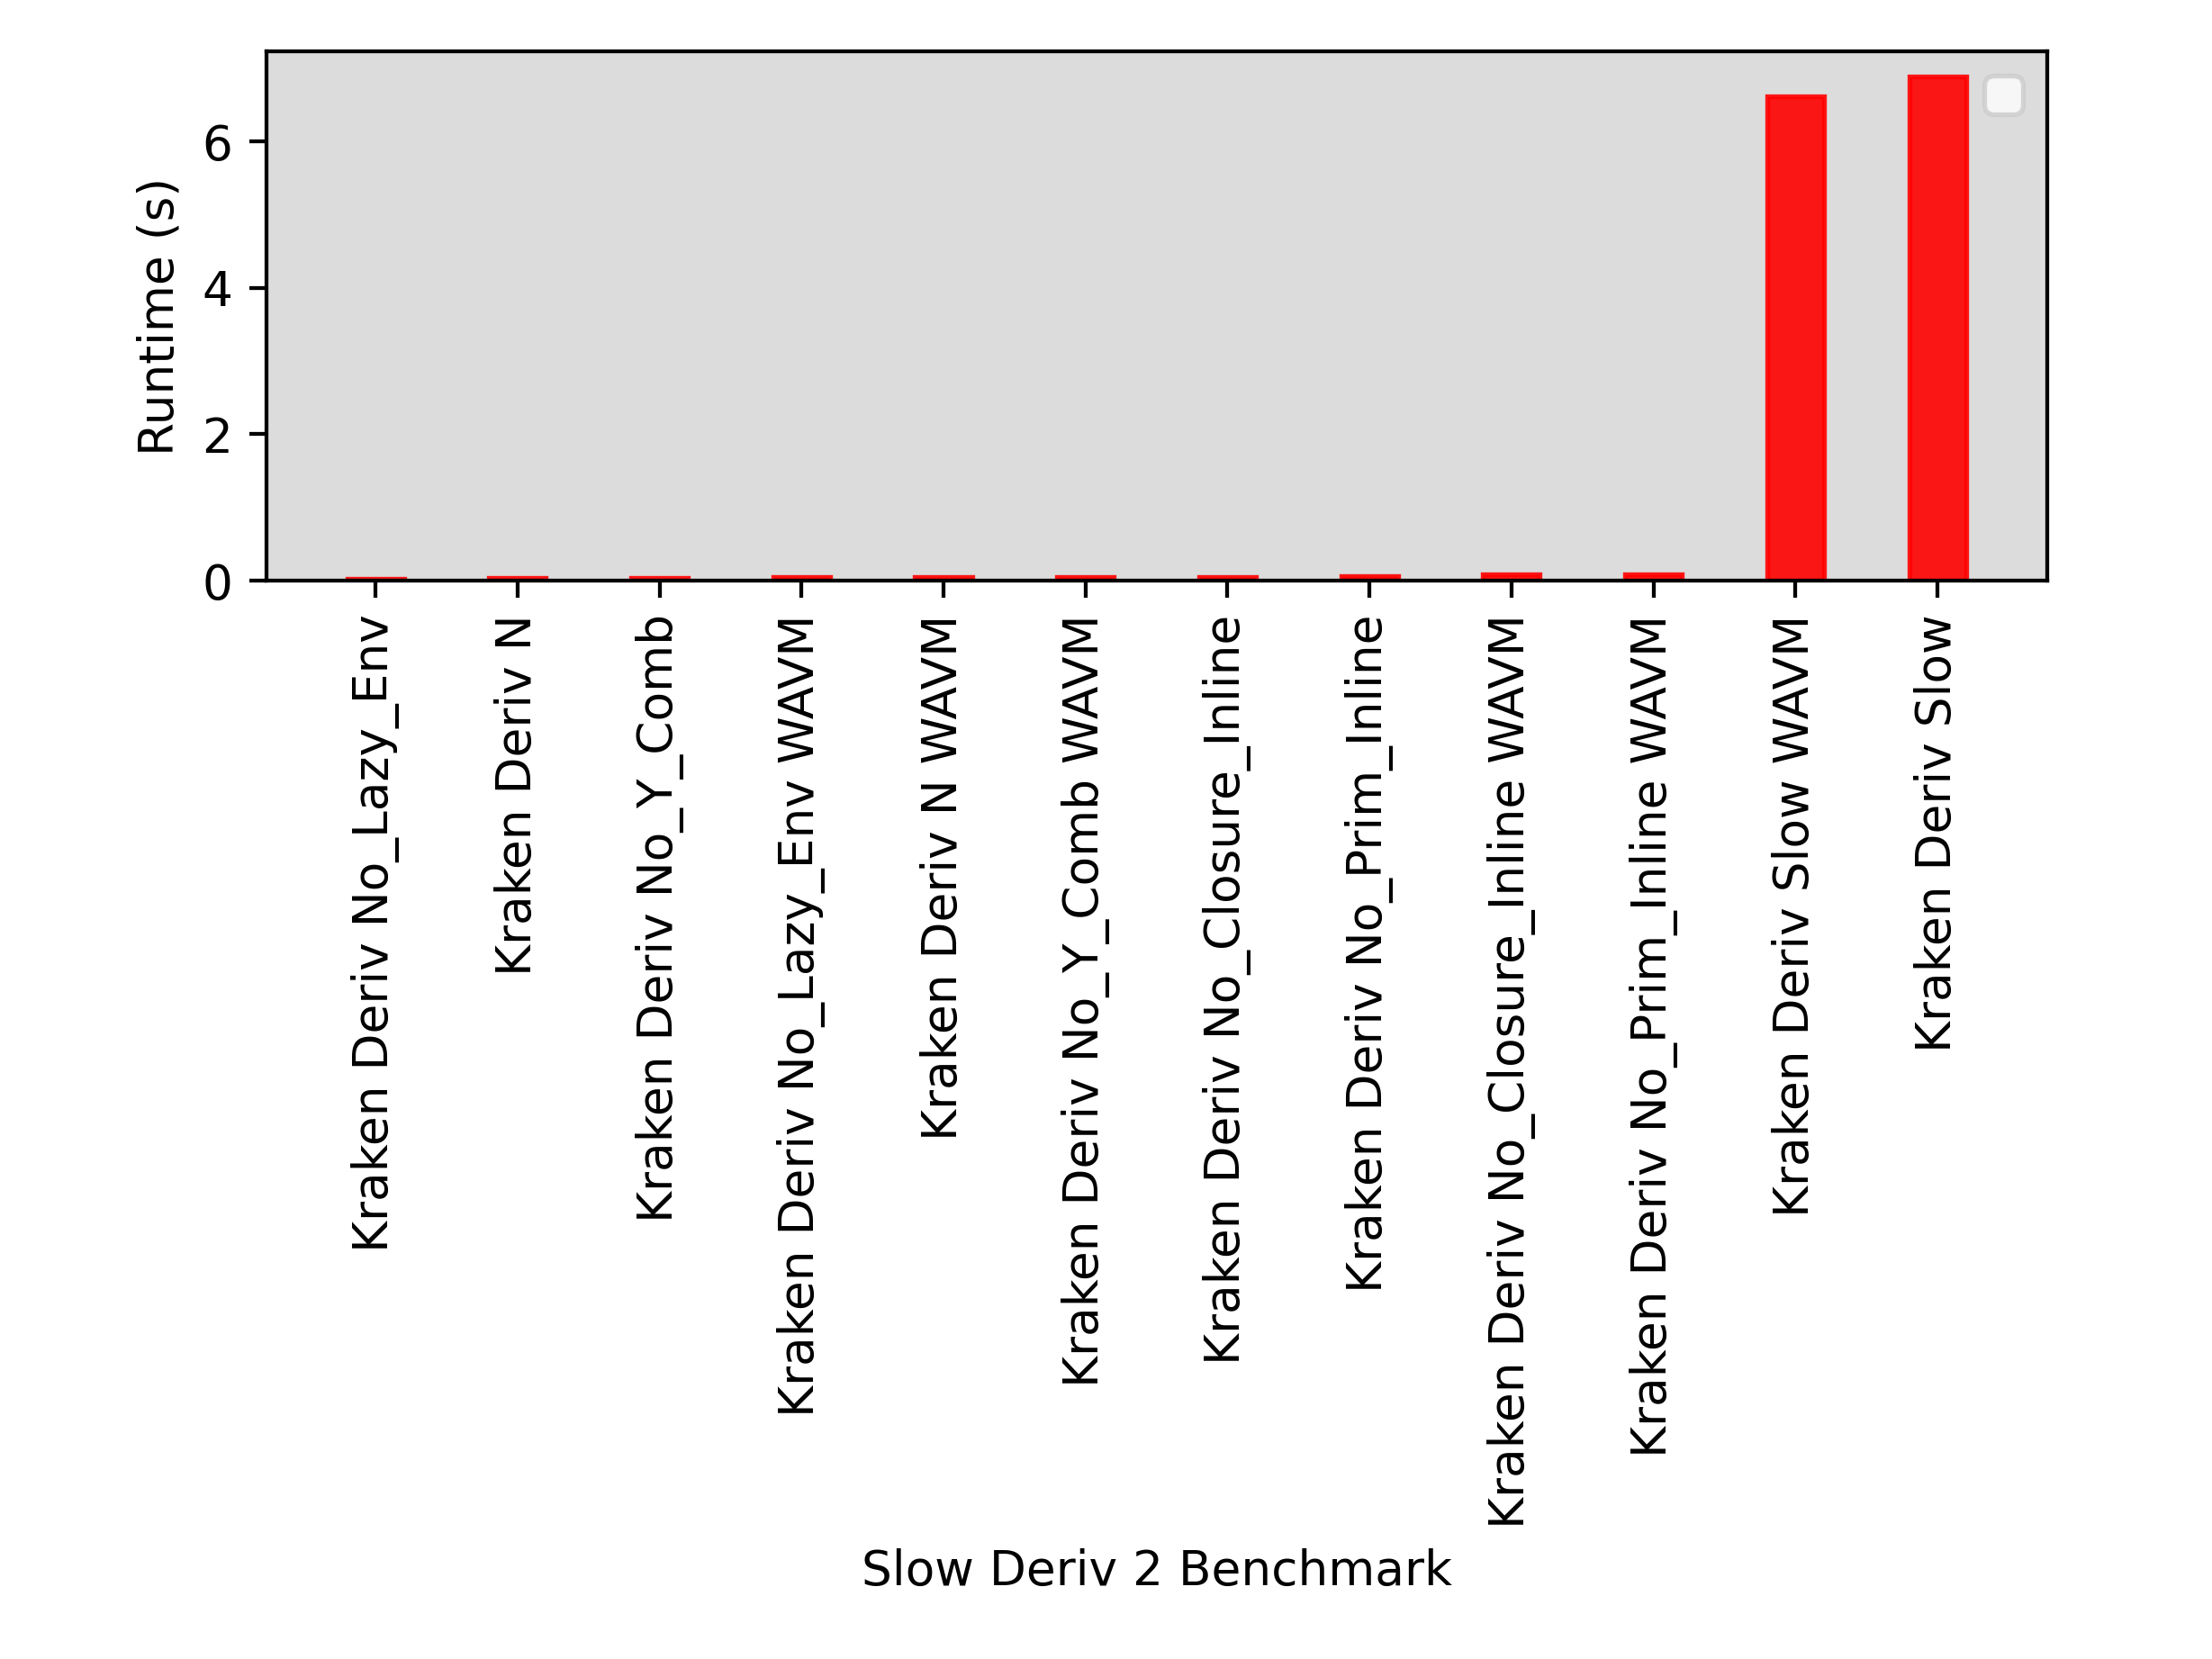 Runtime (s)
6
4
2
0
Kraken Deriv No_Lazy_Env
Kraken Deriv N
Kraken Deriv No_Y_Comb
Kraken Deriv No_Lazy_Env WAVM
Kraken Deriv N WAVM
Kraken Deriv No_Y_Comb WAVM
Kraken Deriv No_Closure_Inline
Kraken Deriv No_Prim_Inline
Kraken Deriv No_Closure_Inline WAVM
Kraken Deriv No_Prim_Inline WAVM
Kraken Deriv Slow WAVM
Kraken Deriv Slow
Slow Deriv 2 Benchmark